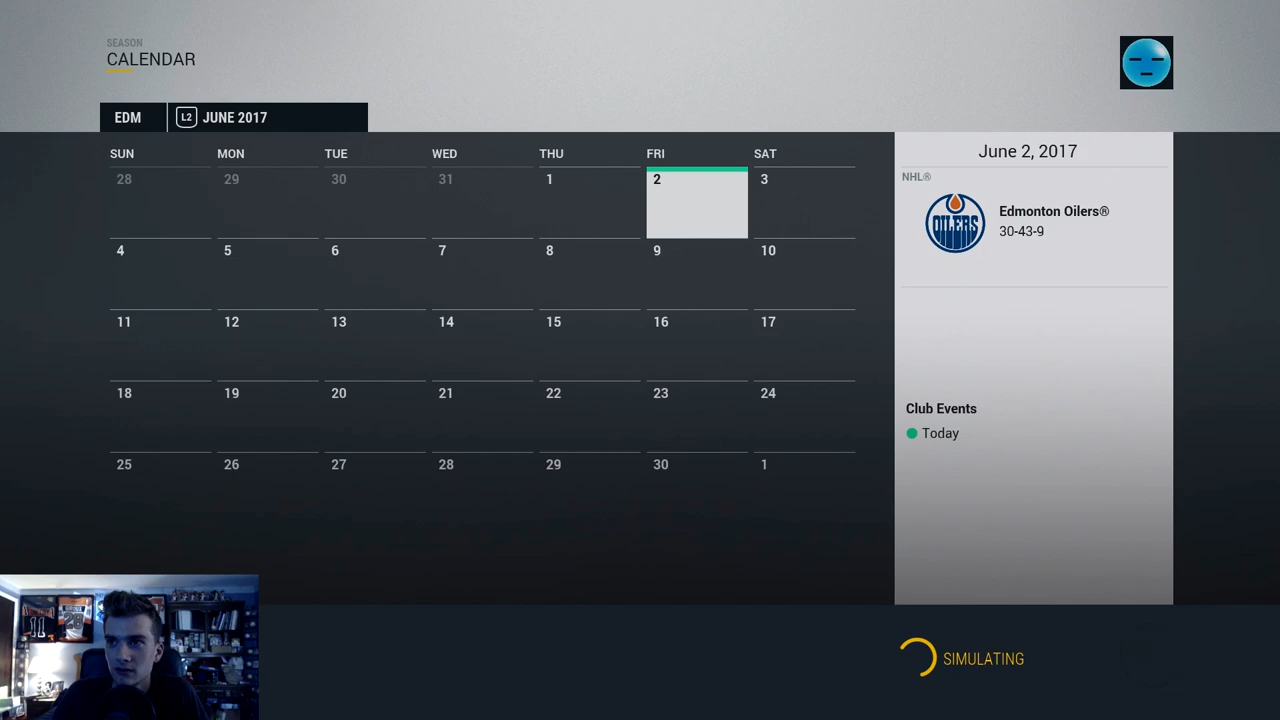 SEASON
CALENDAR
EDM L2 JUNE 2017
SUN MON TUE WED THU FRI SAT
28 29 30 31 1 2 3
4 5 6 7 8 9 10
11 12 13 14 15 16 17
18 19 20 21 22 23 24
25 26 27 28 29 30 1
June 2, 2017
NHL®
OILERS
Edmonton Oilers®
30-43-9
Club Events
Today
SIMULATING
11
28